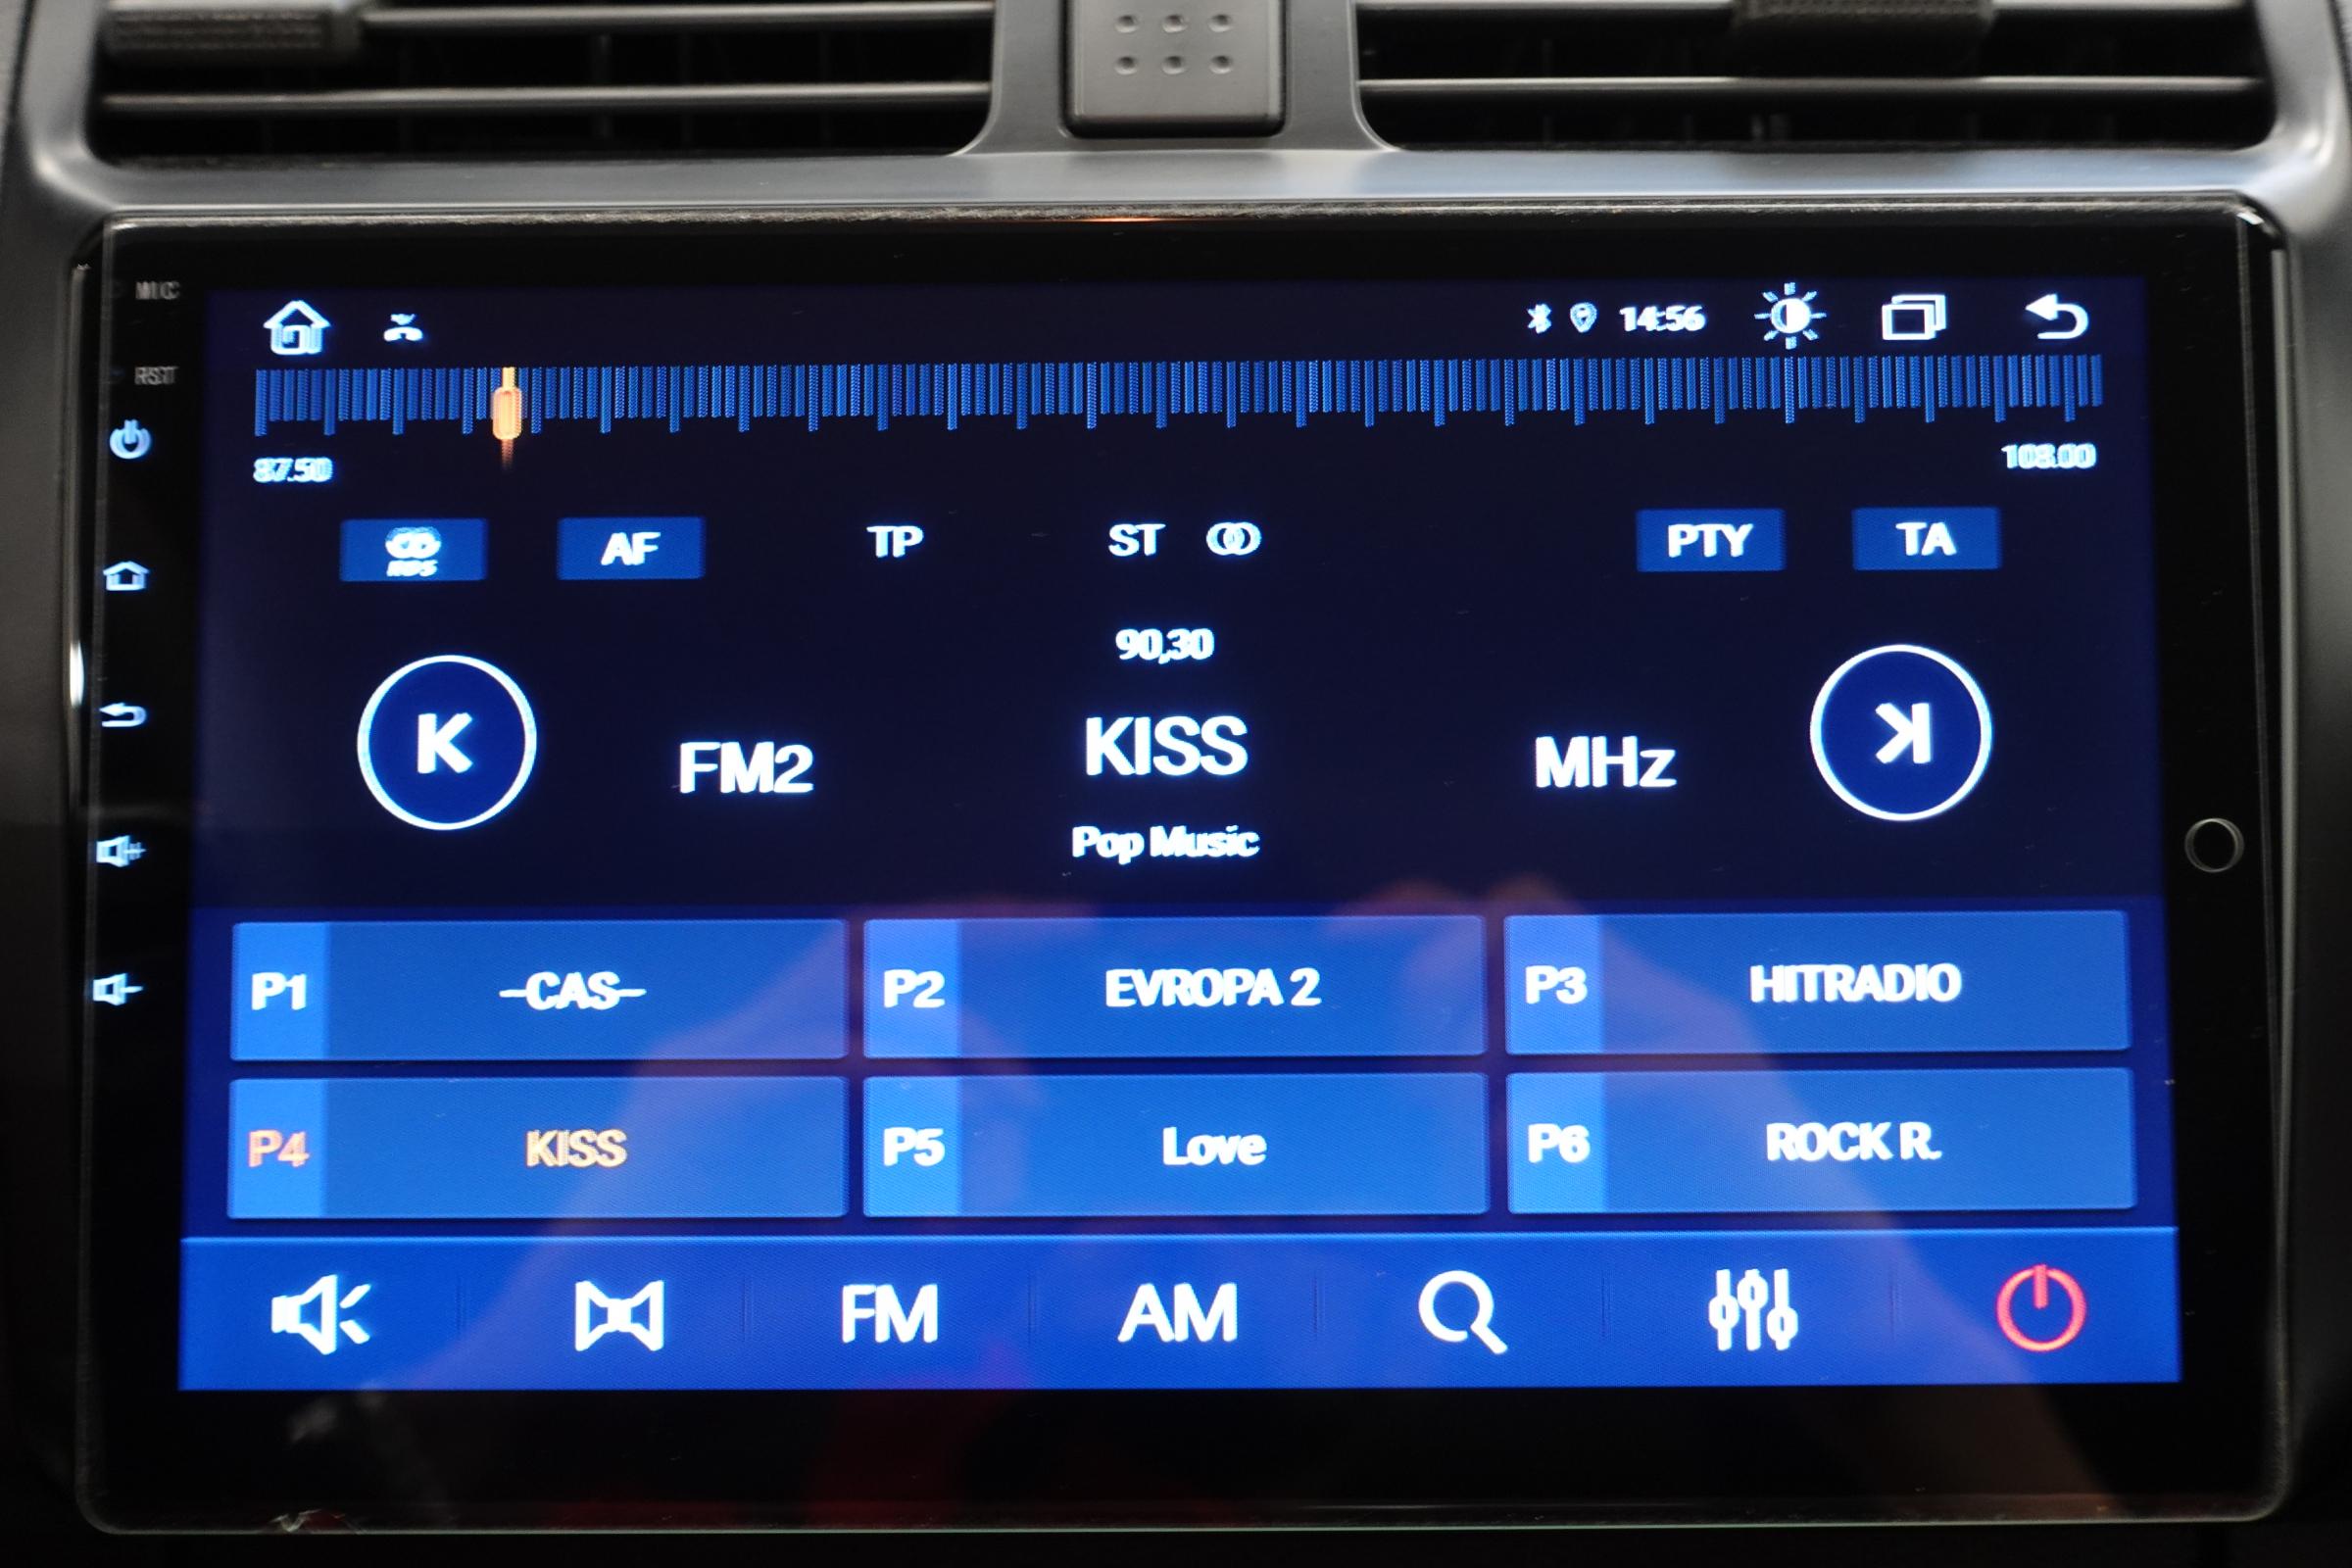 MIC
14:56
RST
87.50
108.00
RDS AF TP ST PTY TA
90,30
FM2 KISS MHz
Pop Music
P1 -CAS- P2 EVROPA 2 P3 HITRADIO
P4 KISS P5 Love P6 ROCK R.
FM AM